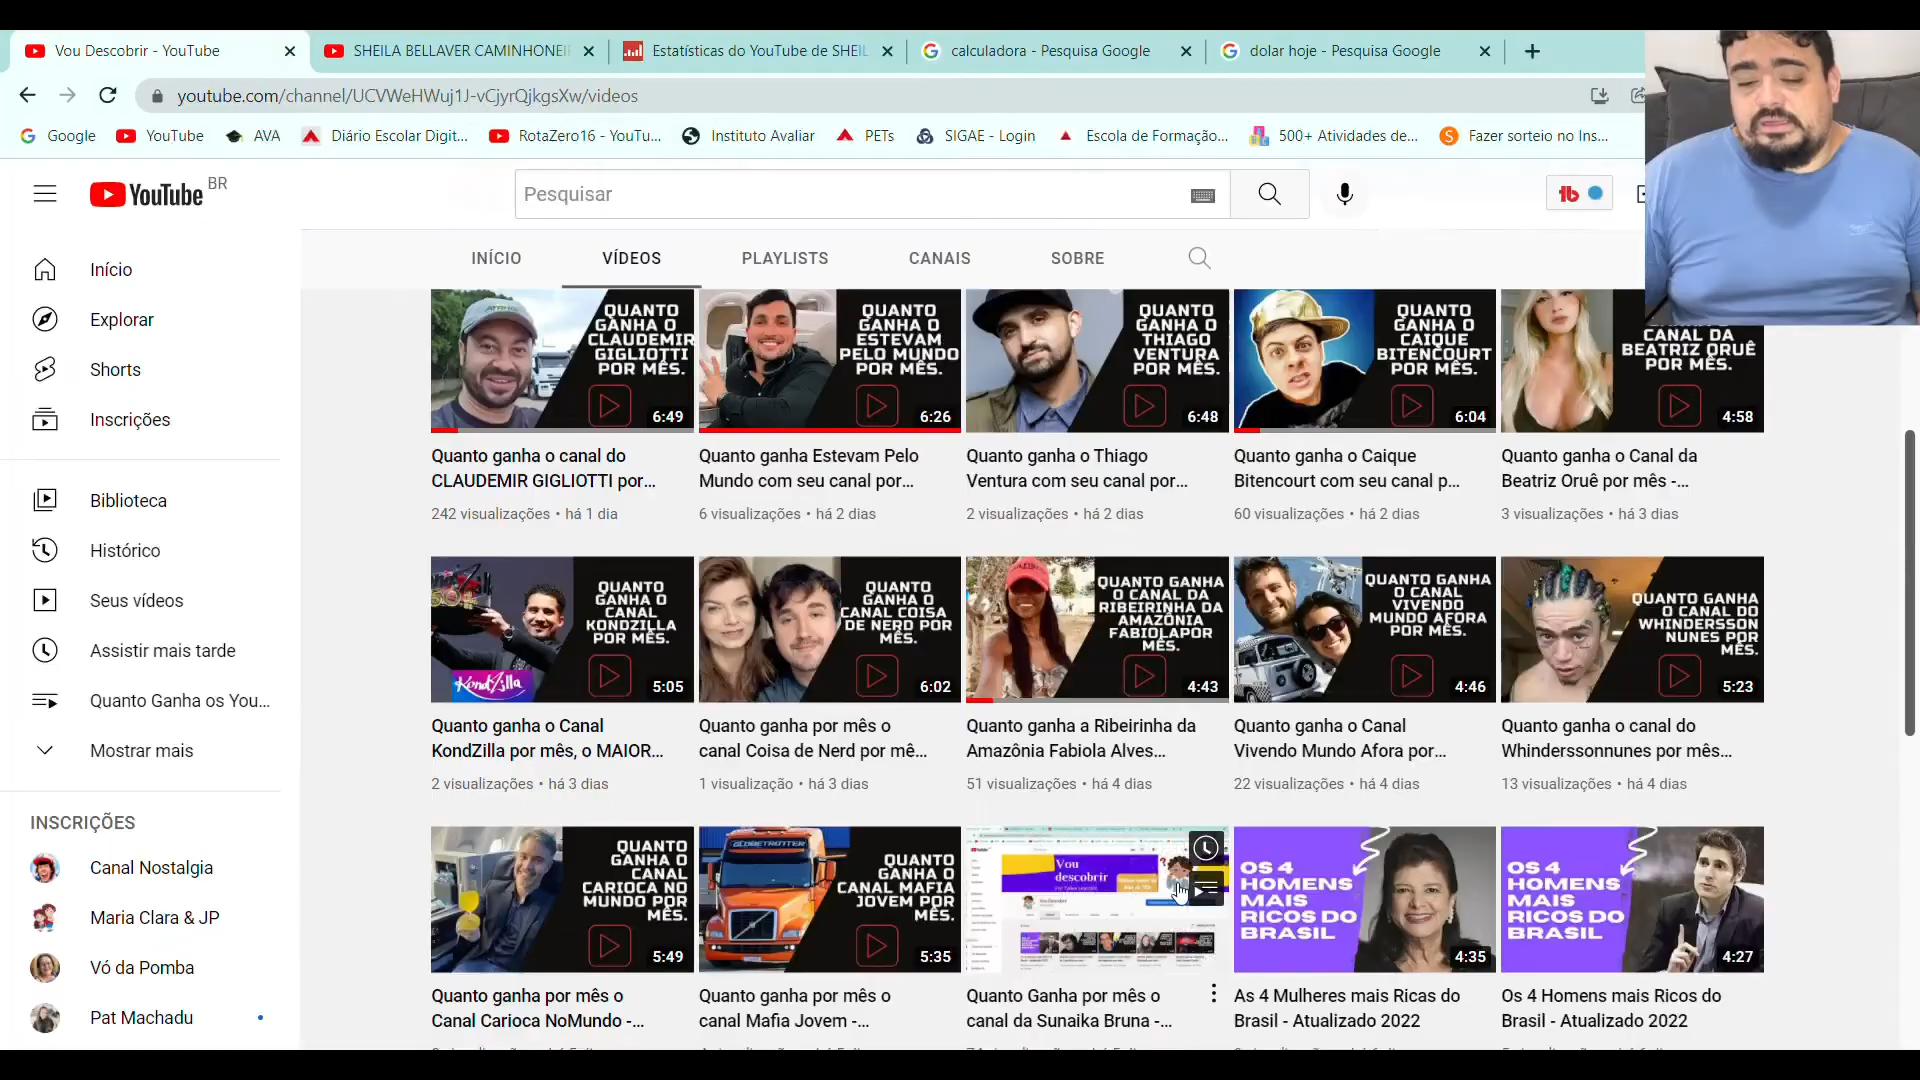 Vou Descobrir - YouTube
SHEILA BELLAVER CAMINHONEI
Estatísticas do YouTube de SHEIL
calculadora - Pesquisa Google
dolar hoje - Pesquisa Google
youtube.com/channel/UCVWeHWuj1J-vCjyrQjkgsXw/videos
Google
YouTube
AVA
Diário Escolar Digit...
RotaZero16 - YouTu...
Instituto Avaliar
PETs
SIGAE - Login
Escola de Formação...
500+ Atividades de...
Fazer sorteio no Ins...
YouTube BR
Pesquisar
Início
Explorar
Shorts
Inscrições
Biblioteca
Histórico
Seus vídeos
Assistir mais tarde
Quanto Ganha os You...
Mostrar mais
INSCRIÇÕES
Canal Nostalgia
Maria Clara & JP
Vó da Pomba
Pat Machadu
INÍCIO
VÍDEOS
PLAYLISTS
CANAIS
SOBRE
QUANTO
GANHA O
CLAUDEMIR
GIGLIOTTI
POR MÊS.
6:49
Quanto ganha o canal do
CLAUDEMIR GIGLIOTTI por...
242 visualizações • há 1 dia
QUANTO
GANHA O
ESTEVAM
PELO MUNDO
POR MÊS.
6:26
Quanto ganha Estevam Pelo
Mundo com seu canal por...
6 visualizações • há 2 dias
QUANTO
GANHA O
THIAGO
VENTURA
POR MÊS.
6:48
Quanto ganha o Thiago
Ventura com seu canal por...
2 visualizações • há 2 dias
QUANTO
GANHA O
CAIQUE
BITENCOURT
POR MÊS.
6:04
Quanto ganha o Caique
Bitencourt com seu canal p...
60 visualizações • há 2 dias
CANAL DA
BEATRIZ ORUÊ
POR MÊS.
4:58
Quanto ganha o Canal da
Beatriz Oruê por mês -...
3 visualizações • há 3 dias
QUANTO
GANHA O
CANAL
KONDZILLA
POR MÊS.
KondZilla
5:05
Quanto ganha o Canal
KondZilla por mês, o MAIOR...
2 visualizações • há 3 dias
QUANTO
GANHA O
CANAL COISA
DE NERD POR
MÊS.
6:02
Quanto ganha por mês o
canal Coisa de Nerd por mê...
1 visualização • há 3 dias
QUANTO GANHA
O CANAL DA
RIBEIRINHA DA
AMAZÔNIA
FABIOLAPOR
MÊS.
4:43
Quanto ganha a Ribeirinha da
Amazônia Fabiola Alves...
51 visualizações • há 4 dias
QUANTO GANHA
O CANAL
VIVENDO
MUNDO AFORA
POR MÊS.
4:46
Quanto ganha o Canal
Vivendo Mundo Afora por...
22 visualizações • há 4 dias
QUANTO GANHA
O CANAL DO
WHINDERSSON
NUNES POR
MÊS.
5:23
Quanto ganha o canal do
Whinderssonnunes por mês...
13 visualizações • há 4 dias
QUANTO
GANHA O
CANAL
CARIOCA NO
MUNDO POR
MÊS.
5:49
Quanto ganha por mês o
Canal Carioca NoMundo -...
GLOBETROTTER
QUANTO
GANHA O
CANAL MAFIA
JOVEM POR
MÊS.
5:35
Quanto ganha por mês o
canal Mafia Jovem -...
Vou
descobrir
Quanto Ganha por mês o
canal da Sunaika Bruna -...
OS 4
HOMENS
MAIS
RICOS DO
BRASIL
4:35
As 4 Mulheres mais Ricas do
Brasil - Atualizado 2022
OS 4
HOMENS
MAIS
RICOS DO
BRASIL
4:27
Os 4 Homens mais Ricos do
Brasil - Atualizado 2022